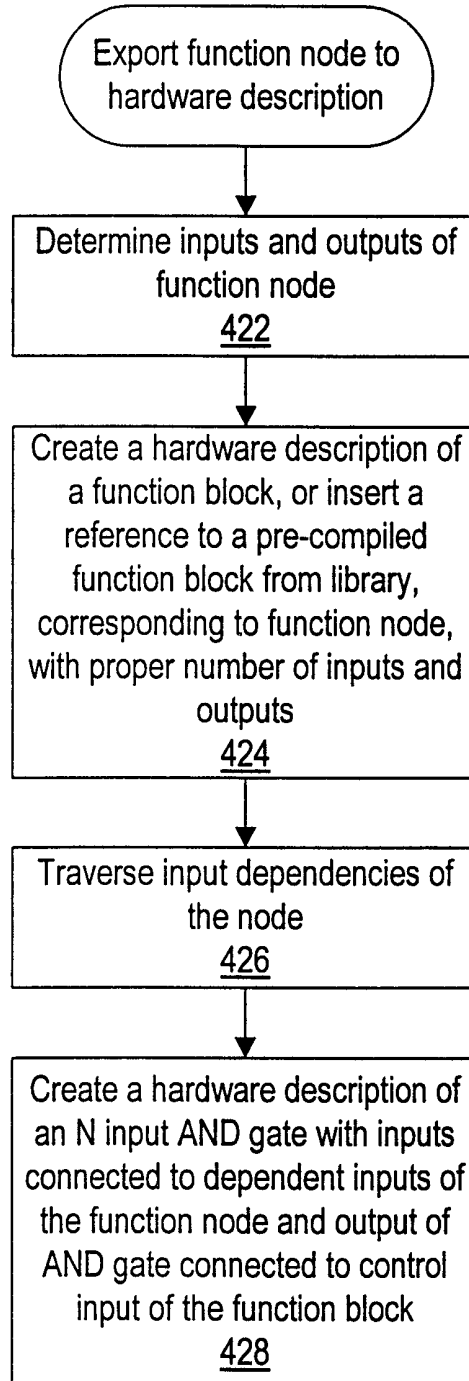 Export function node to
hardware description
Determine inputs and outputs of
function node
422
Create a hardware description of
a function block, or insert a
reference to a pre-compiled
function block from library,
corresponding to function node,
with proper number of inputs and
outputs
424
Traverse input dependencies of
the node
426
Create a hardware description of
an N input AND gate with inputs
connected to dependent inputs of
the function node and output of
AND gate connected to control
input of the function block
428